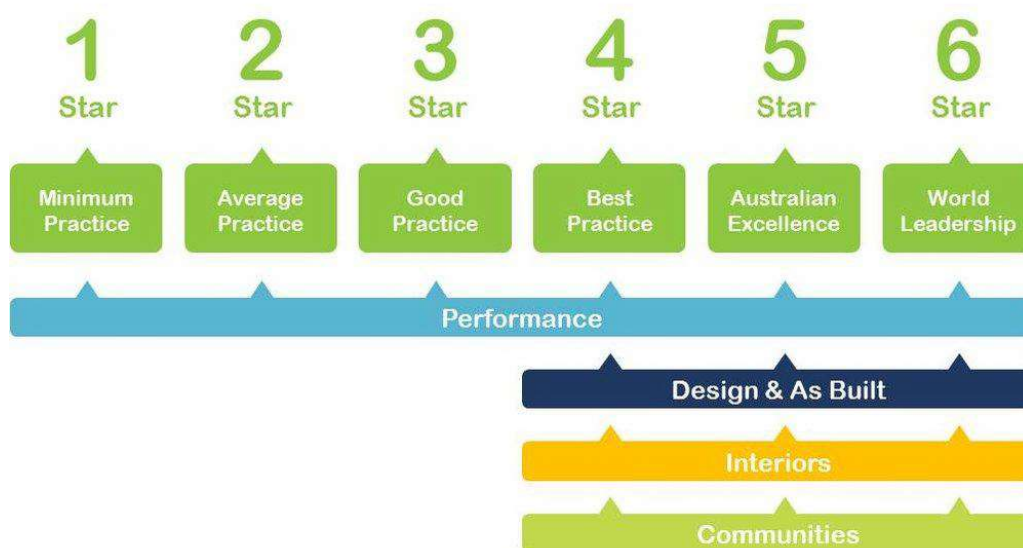 1 2 3 4 5 6
Star Star Star Star Star Star
Minimum Practice
Average Practice
Good Practice
Best Practice
Australian Excellence
World Leadership
Performance
Design & As Built
Interiors
Communities